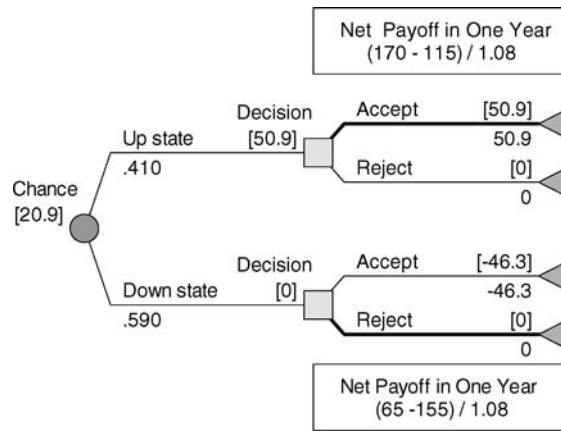 Net Payoff in One Year
(170 - 115) / 1.08
Decision
[50.9]
Accept
[50.9]
50.9
Reject
[0]
0
Up state
.410
Chance
[20.9]
Decision
[0]
Accept
[-46.3]
-46.3
Reject
[0]
0
Down state
.590
Net Payoff in One Year
(65 -155) / 1.08